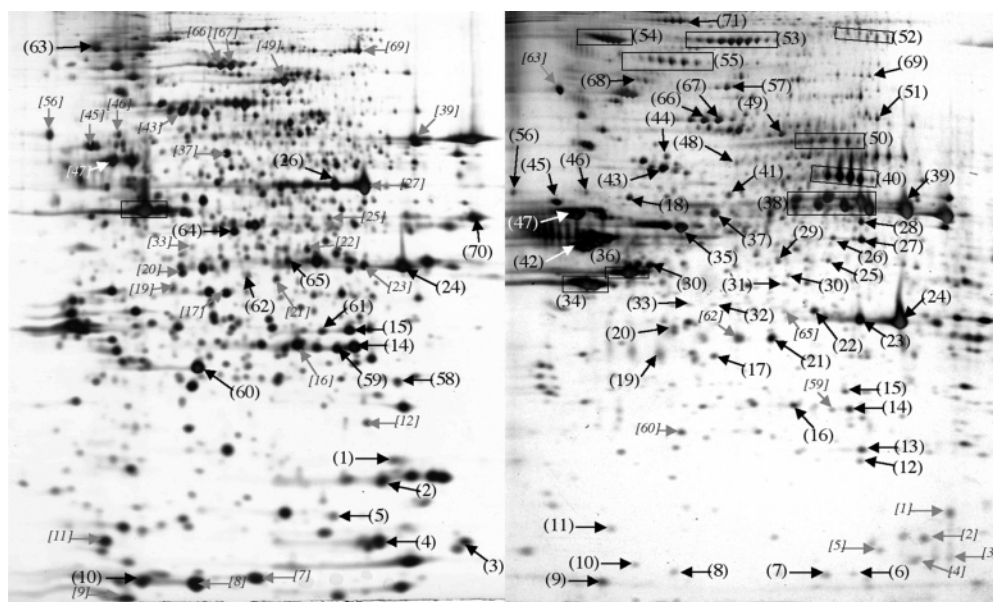 [66] [67]
(63) [49] [69]
[56] [46]
[45] [39]
[43]
[37]
[47] (26)
[27]
[25]
(64) (70)
[33] [22]
[20] (65) (24)
[19] (62) [23]
[17] [21] (61)
(15)
(14)
[16] (59)
(60) (58)
[12]
(1)
(2)
(5)
[11] (4)
(3)
(10) [8] [7]
[9]
(71)
(54) (53) (52)
(55)
[63] (68) (57) (69)
(67) (51)
(66) (49)
(44) (50)
(56) (48)
(45) (46) (43) (41) (40) (39)
(18) (38)
(47) (28)
(37) (29) (27)
(42) (36) (35) (26)
(30) (25)
(34) (31) (30)
(33) (32) (24)
(20) [62] [65] (22) (23)
(21)
(19) (17)
[59] (15)
(14)
(16)
[60] (13)
(12)
[1]
(11) [5] [2]
[3]
(10) [4]
(9) (8) (7) (6)